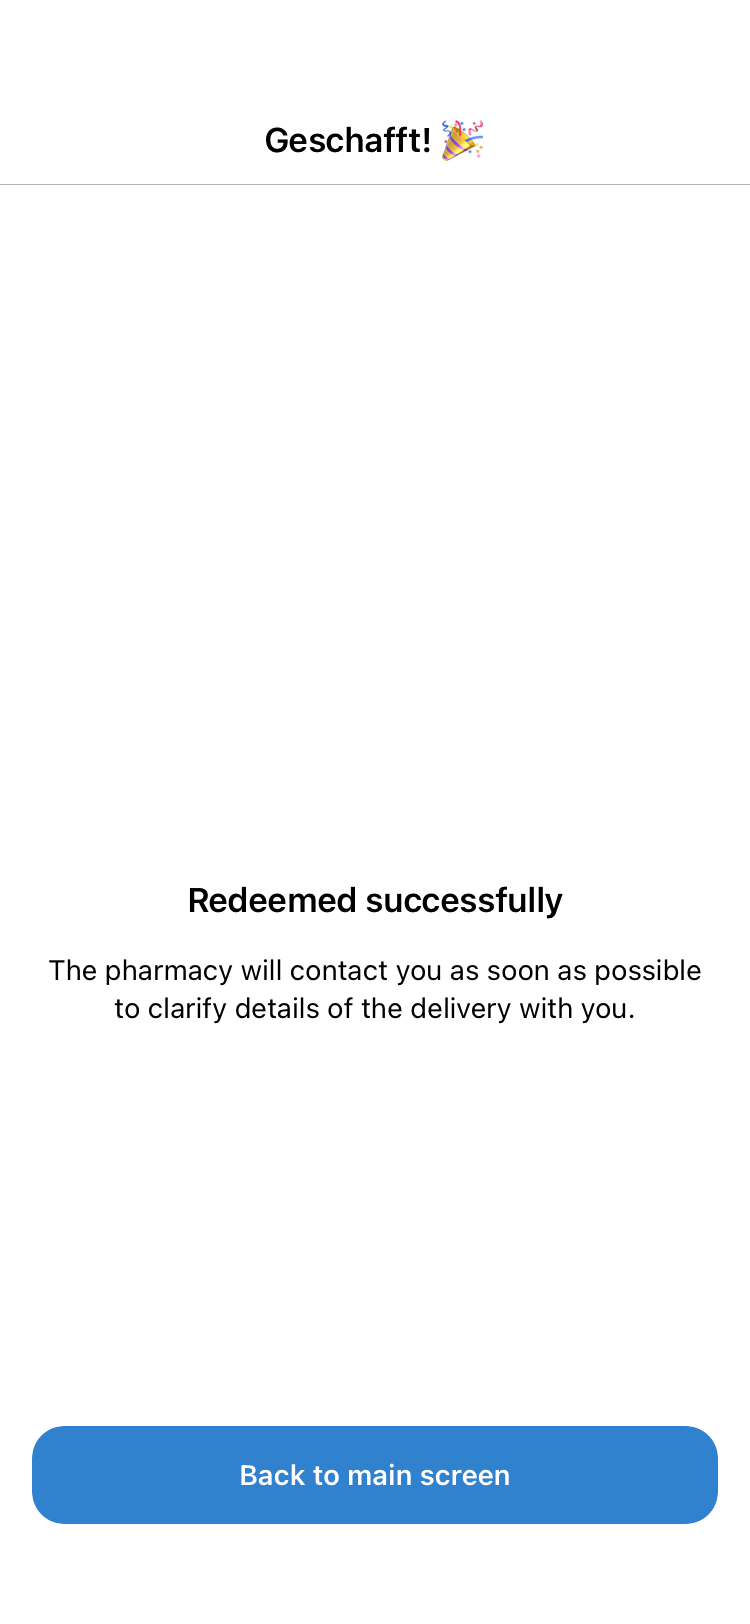 Geschafft! 🎉
Redeemed successfully
The pharmacy will contact you as soon as possible
to clarify details of the delivery with you.
Back to main screen